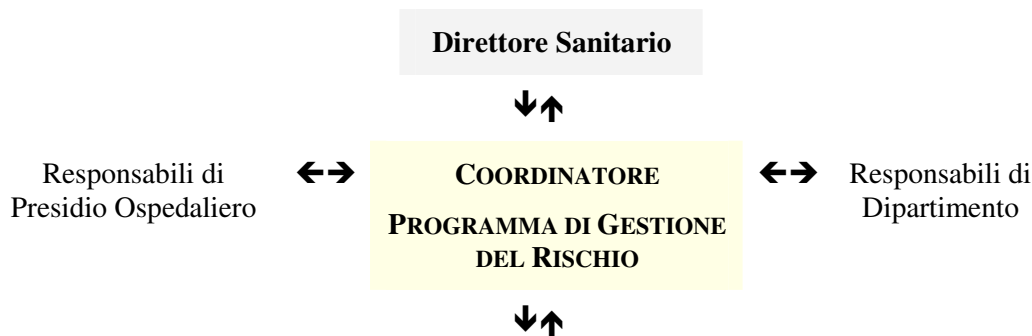 Direttore Sanitario
Responsabili di
Presidio Ospedaliero
COORDINATORE
PROGRAMMA DI GESTIONE
DEL RISCHIO
Responsabili di
Dipartimento